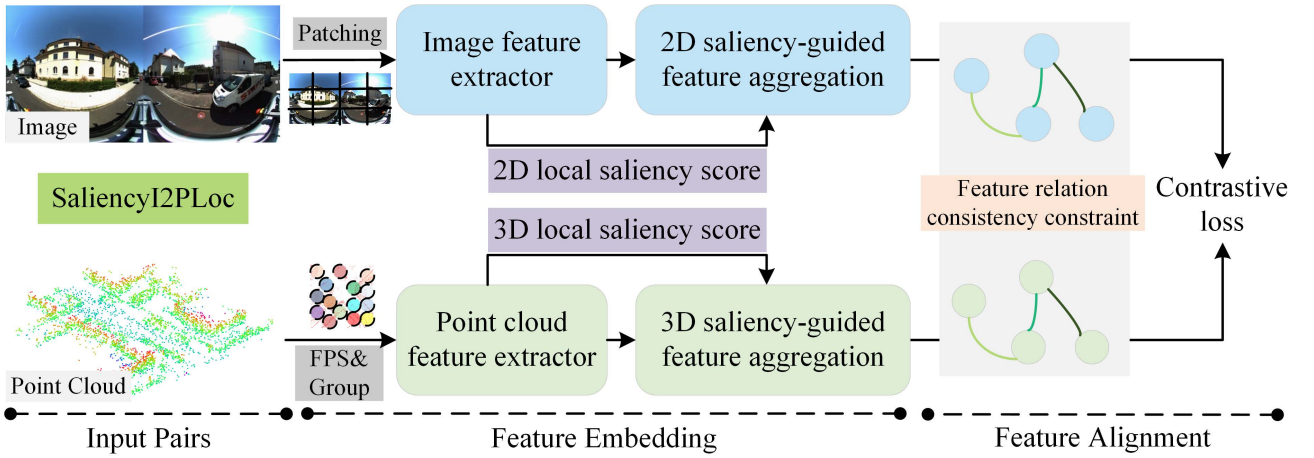 Patching
Image feature
extractor
2D saliency-guided
feature aggregation
Image
2D local saliency score
SaliencyI2PLoc
Feature relation
consistency constraint
Contrastive
loss
3D local saliency score
Point cloud
feature extractor
3D saliency-guided
feature aggregation
FPS&
Group
Point Cloud
Input Pairs
Feature Embedding
Feature Alignment